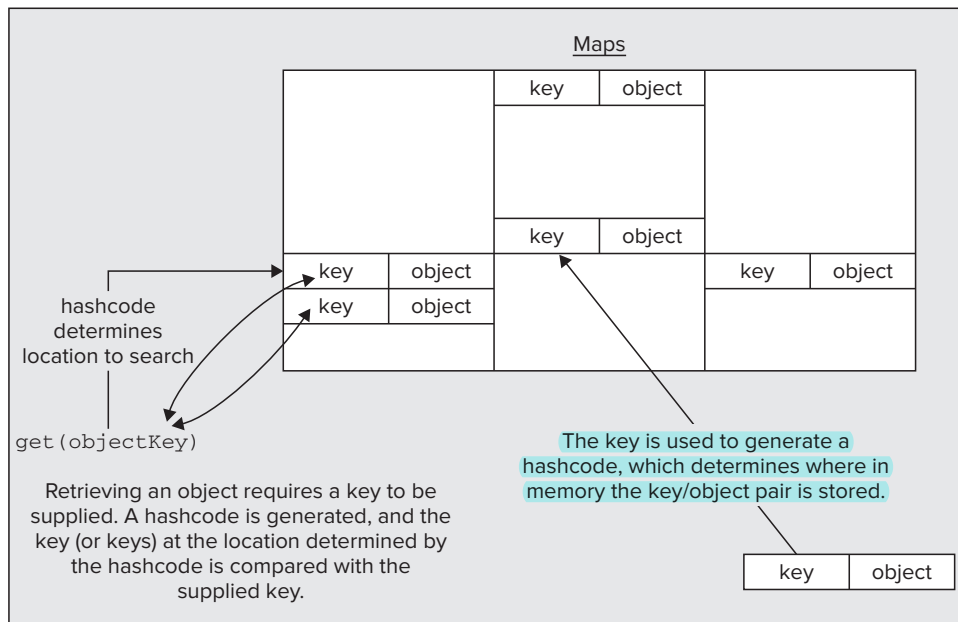 Maps
key object
key object
key object
key object
key object
hashcode
determines
location to search
get(objectKey)
The key is used to generate a
hashcode, which determines where in
memory the key/object pair is stored.
Retrieving an object requires a key to be
supplied. A hashcode is generated, and the
key (or keys) at the location determined by
the hashcode is compared with the
supplied key.
key object